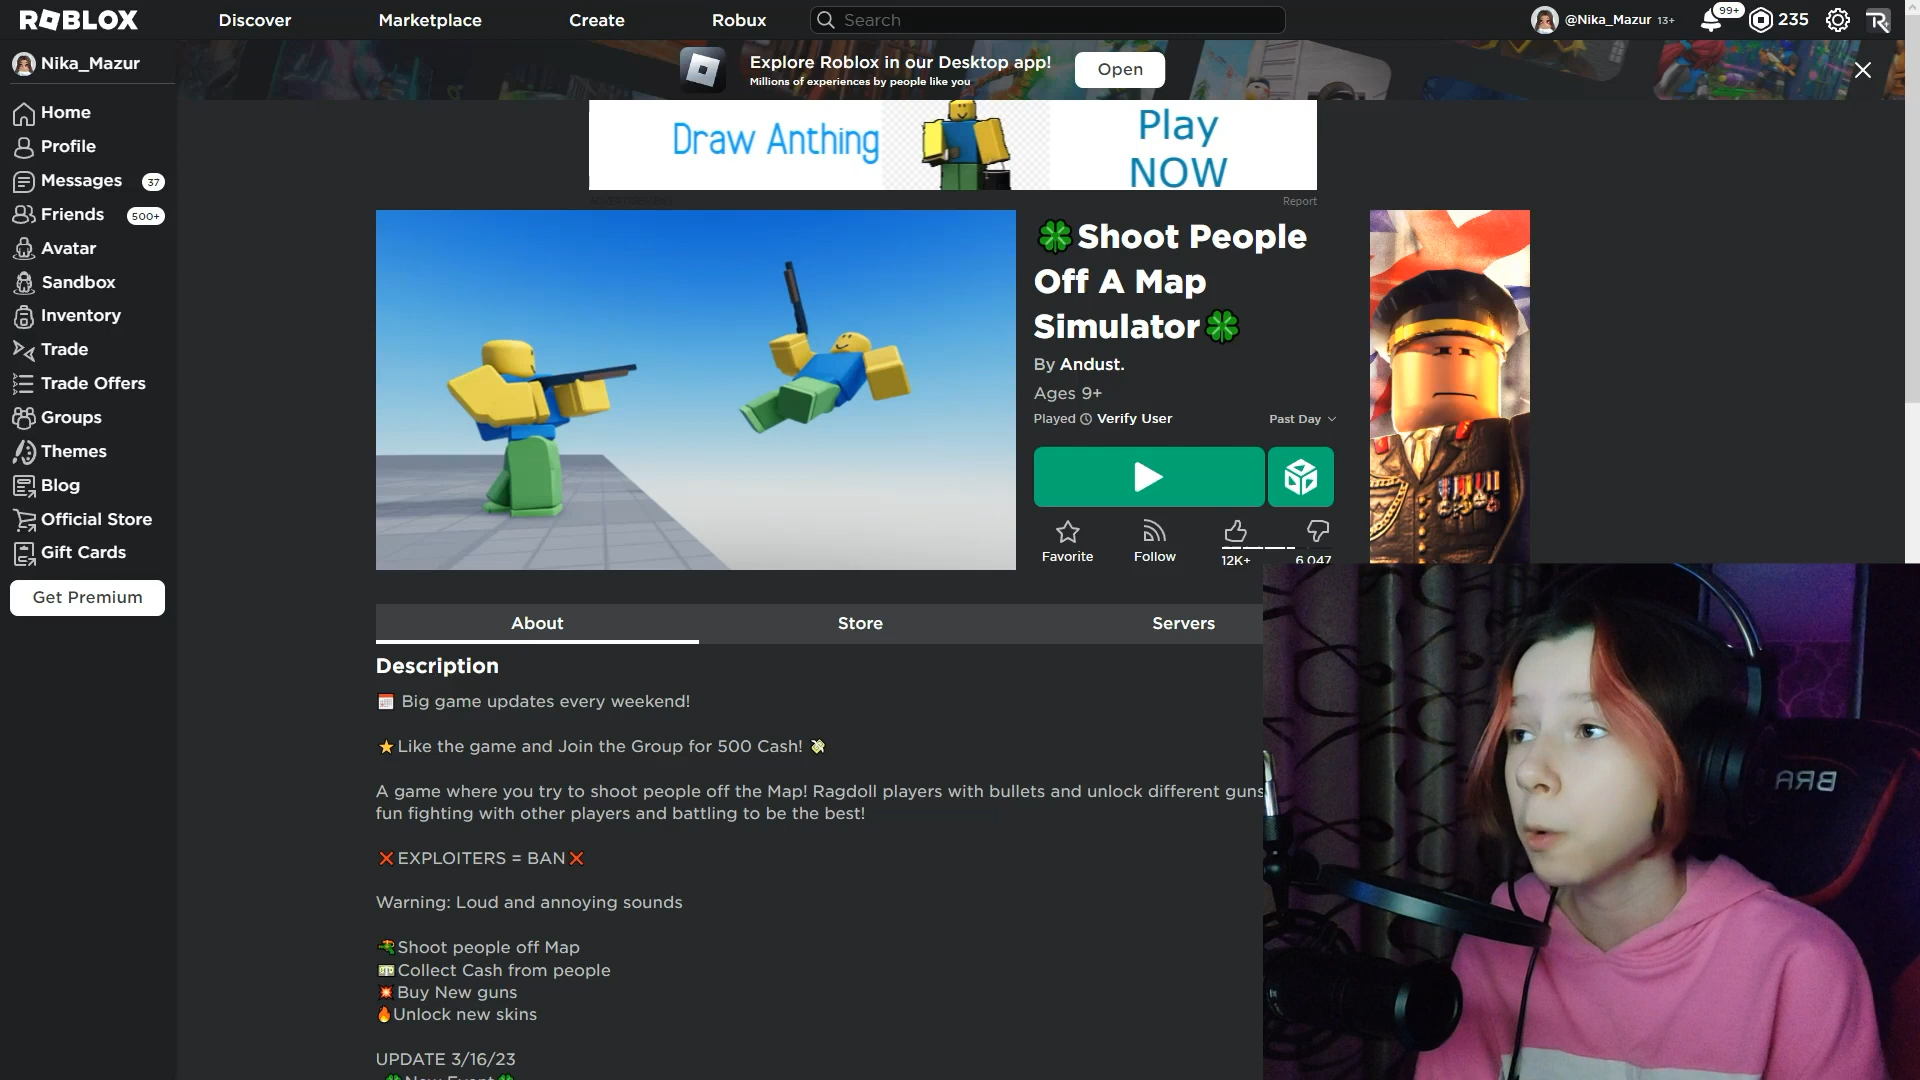 ROBLOX
Discover
Marketplace
Create
Robux
Search
@Nika_Mazur 13+
99+
235
Nika_Mazur
Explore Roblox in our Desktop app!
Millions of experiences by people like you
Open
Home
Profile
Messages 37
Friends 500+
Avatar
Sandbox
Inventory
Trade
Trade Offers
Groups
Themes
Blog
Official Store
Gift Cards
Get Premium
Draw Anthing
Play
NOW
ADVERTISEMENT
Report
🍀Shoot People
Off A Map
Simulator🍀
By Andust.
Ages 9+
Played Verify User
Past Day
Favorite
Follow
12K+
6,047
About
Store
Servers
Description
🗓 Big game updates every weekend!
⭐Like the game and Join the Group for 500 Cash! 💸
A game where you try to shoot people off the Map! Ragdoll players with bullets and unlock different guns
fun fighting with other players and battling to be the best!
❌EXPLOITERS = BAN❌
Warning: Loud and annoying sounds
🔫Shoot people off Map
💵Collect Cash from people
💥Buy New guns
🔥Unlock new skins
UPDATE 3/16/23
🍀New Event🍀